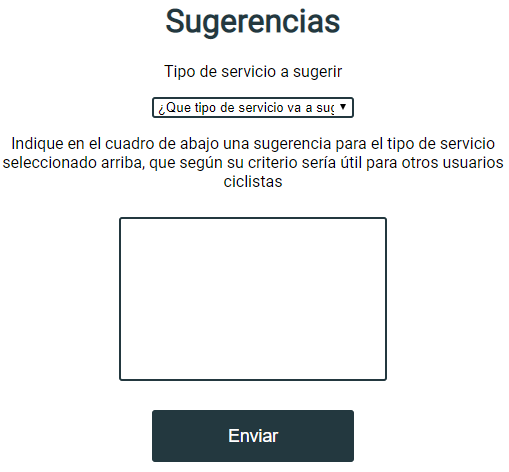 Sugerencias
Tipo de servicio a sugerir
¿Que tipo de servicio va a sug
Indique en el cuadro de abajo una sugerencia para el tipo de servicio
seleccionado arriba, que según su criterio sería útil para otros usuarios
ciclistas
Enviar